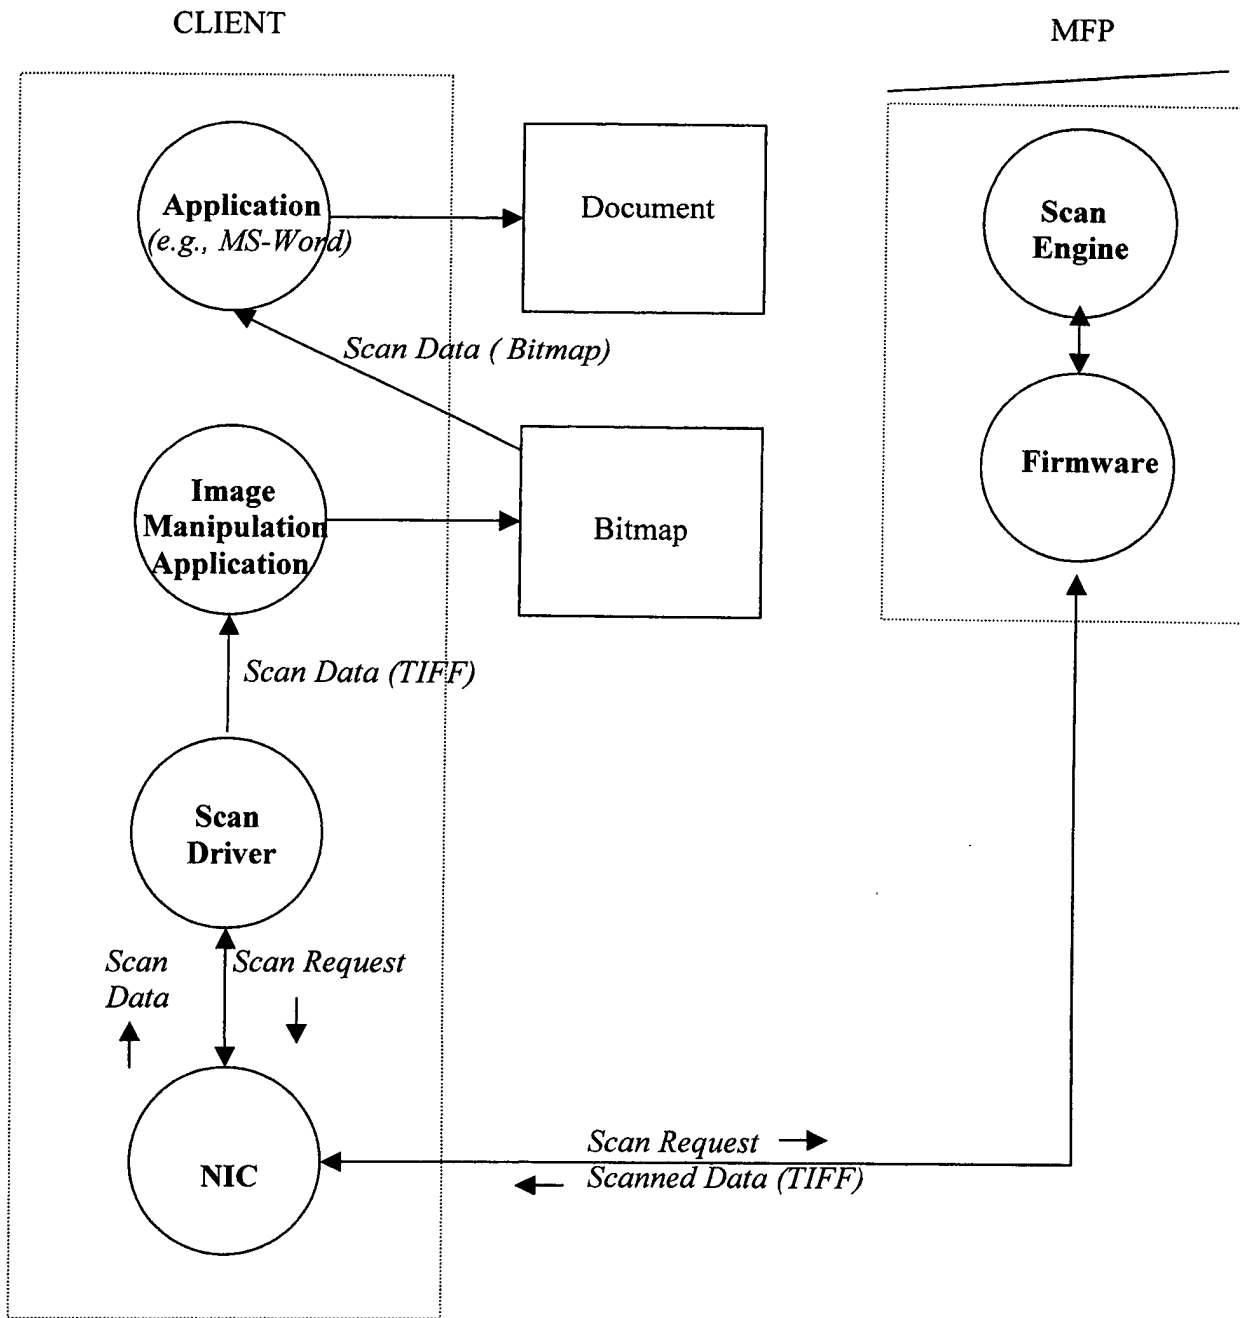 CLIENT
MFP
Application
(e.g., MS-Word)
Document
Scan
Engine
Scan Data ( Bitmap)
Image
Manipulation
Application
Bitmap
Firmware
Scan Data (TIFF)
Scan
Driver
Scan
Data
Scan Request
NIC
Scan Request
Scanned Data (TIFF)